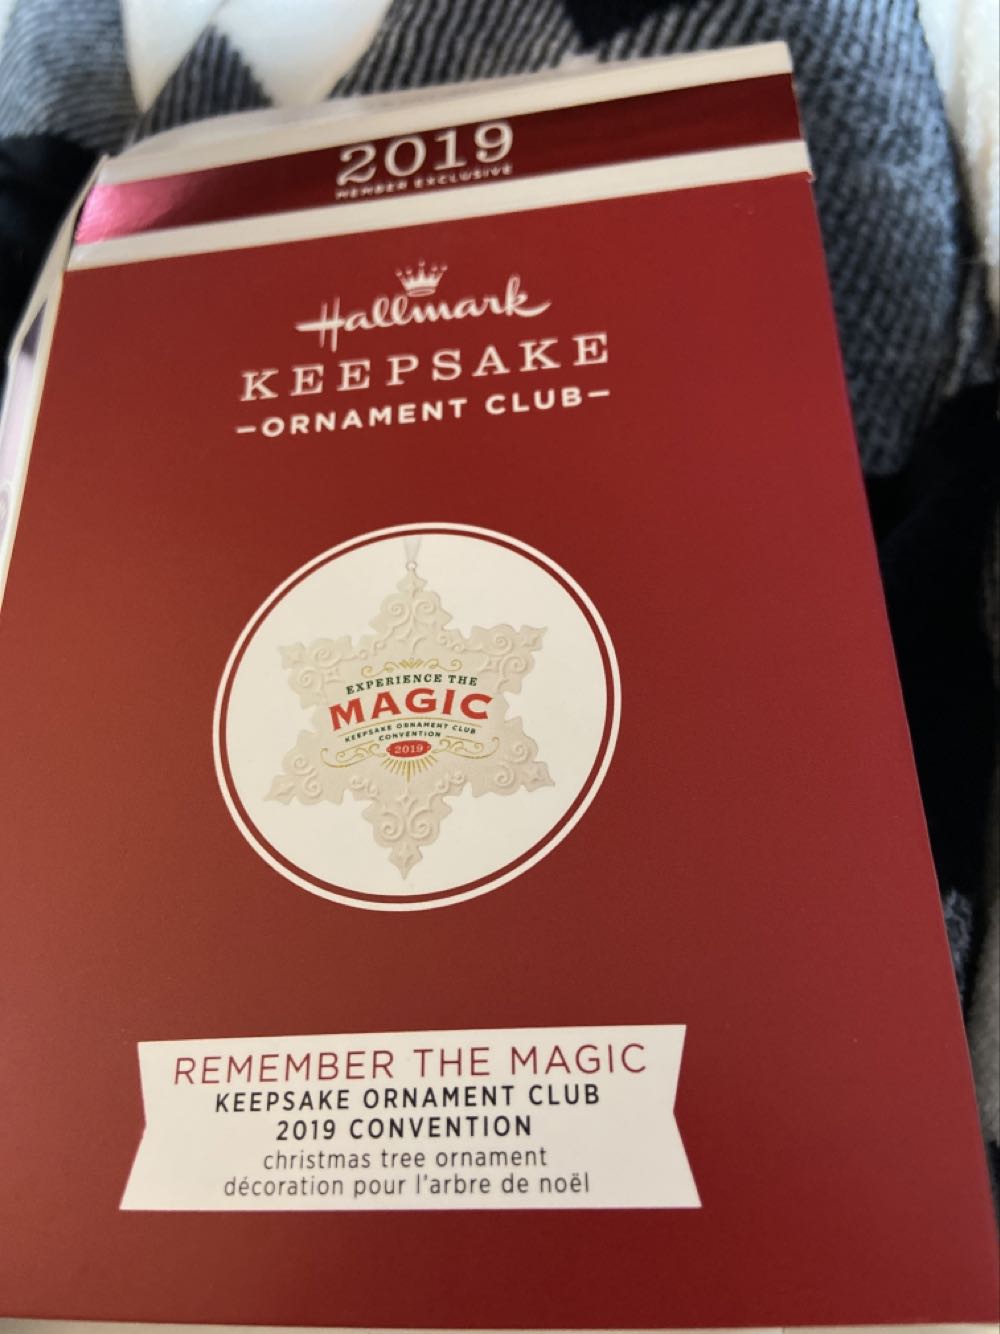 2019
MEMBER EXCLUSIVE
Hallmark
KEEPSAKE
-ORNAMENT CLUB-
EXPERIENCE THE
MAGIC
KEEPSAKE ORNAMENT CLUB
CONVENTION
2019
REMEMBER THE MAGIC
KEEPSAKE ORNAMENT CLUB
2019 CONVENTION
christmas tree ornament
décoration pour l'arbre de noël